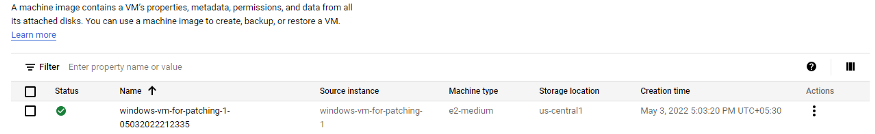 A machine image contains a VM's properties, metadata, permissions, and data from all
its attached disks. You can use a machine image to create, backup, or restore a VM.
Learn more
Filter Enter property name or value
Status Name Source instance Machine type Storage location Creation time Actions
windows-vm-for-patching-1- windows-vm-for-patching- e2-medium us-central1 May 3, 2022 5:03:20 PM UTC+05:30
05032022212335 1